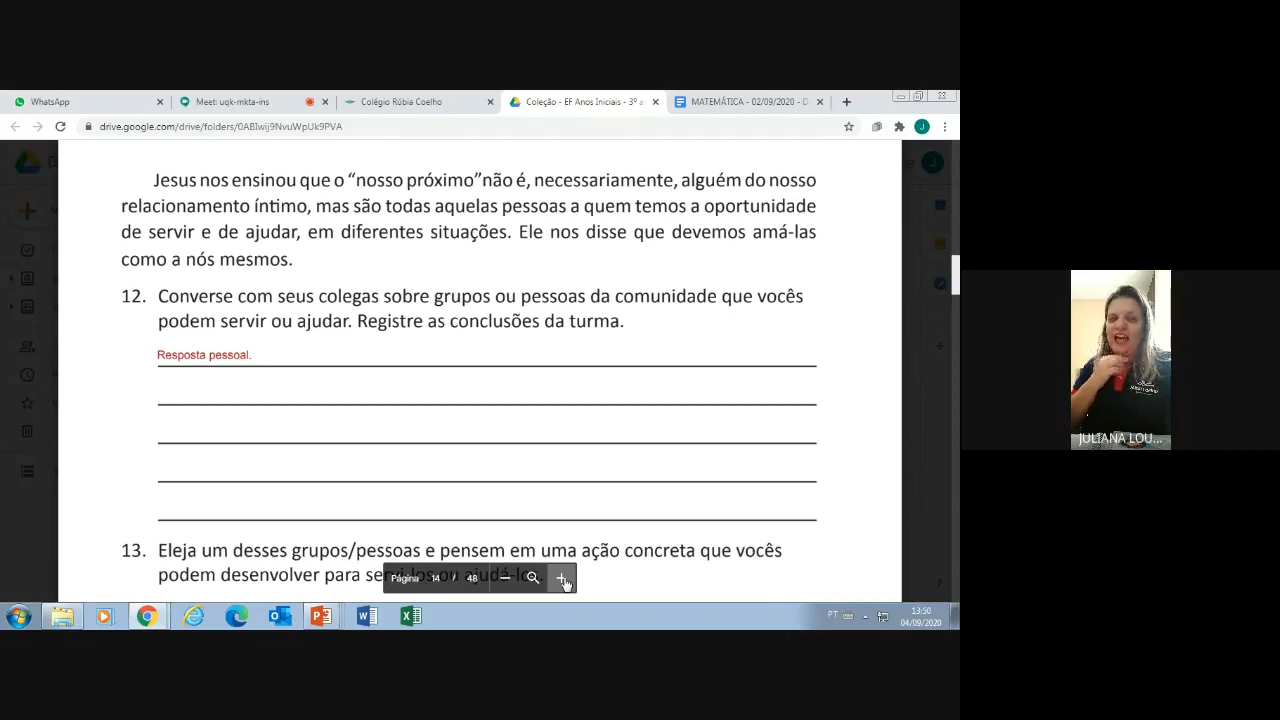 WhatsApp
Meet: uqk-mkta-ins
Colégio Rúbia Coelho
Coleção - EF Anos Iniciais - 3º a
MATEMÁTICA - 02/09/2020 - D
drive.google.com/drive/folders/0ABIwij9NvuWpUk9PVA
J
J
Jesus nos ensinou que o “nosso próximo”não é, necessariamente, alguém do nosso
relacionamento íntimo, mas são todas aquelas pessoas a quem temos a oportunidade
de servir e de ajudar, em diferentes situações. Ele nos disse que devemos amá-las
como a nós mesmos.
12. Converse com seus colegas sobre grupos ou pessoas da comunidade que vocês
podem servir ou ajudar. Registre as conclusões da turma.
Resposta pessoal.
13. Eleja um desses grupos/pessoas e pensem em uma ação concreta que vocês
podem desenvolver para servi-los ou ajudá-los.
Página 14 / 48
JULIANA LOU...
PT
13:50
04/09/2020